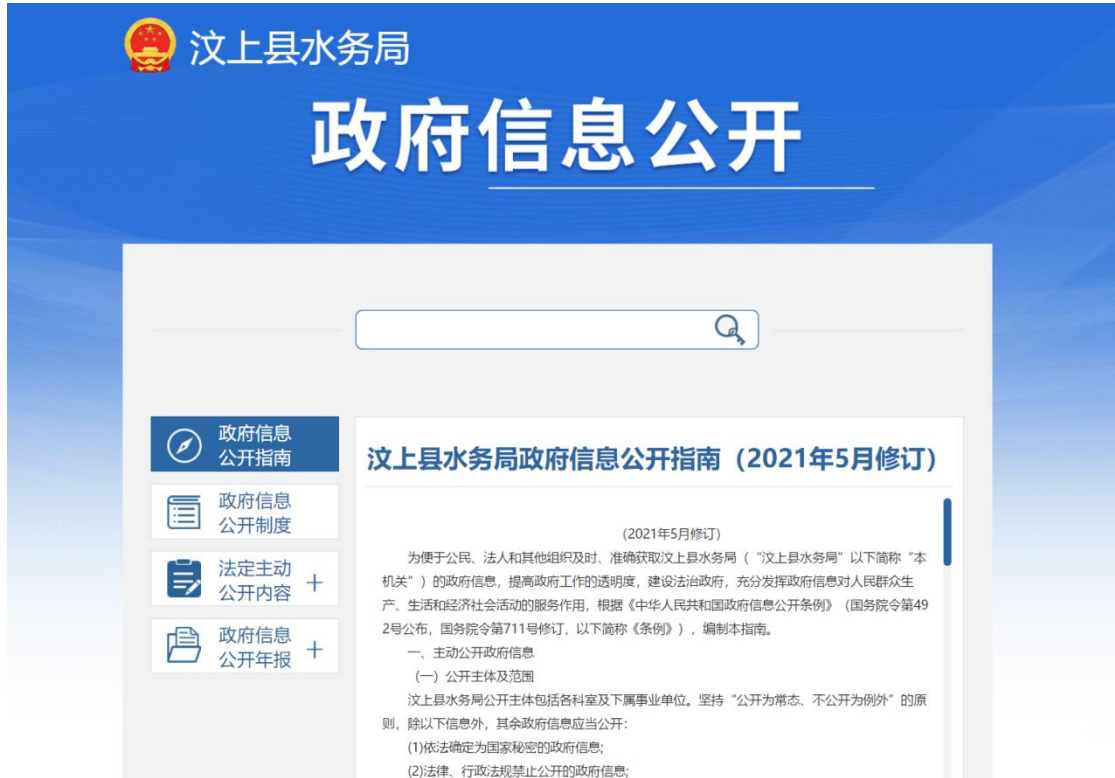 汶上县水务局
政府信息公开
政府信息
公开指南
政府信息
公开制度
法定主动
公开内容 +
政府信息
公开年报 +
汶上县水务局政府信息公开指南（2021年5月修订）
(2021年5月修订)
为便于公民、法人和其他组织及时、准确获取汶上县水务局（“汶上县水务局”以下简称“本
机关”）的政府信息，提高政府工作的透明度，建设法治政府，充分发挥政府信息对人民群众生
产、生活和经济社会活动的服务作用，根据《中华人民共和国政府信息公开条例》（国务院令第49
2号公布，国务院令第711号修订，以下简称《条例》），编制本指南。
一、主动公开政府信息
（一）公开主体及范围
汶上县水务局公开主体包括各科室及下属事业单位。坚持“公开为常态、不公开为例外”的原
则，除以下信息外，其余政府信息应当公开：
(1)依法确定为国家秘密的政府信息;
(2)法律、行政法规禁止公开的政府信息;